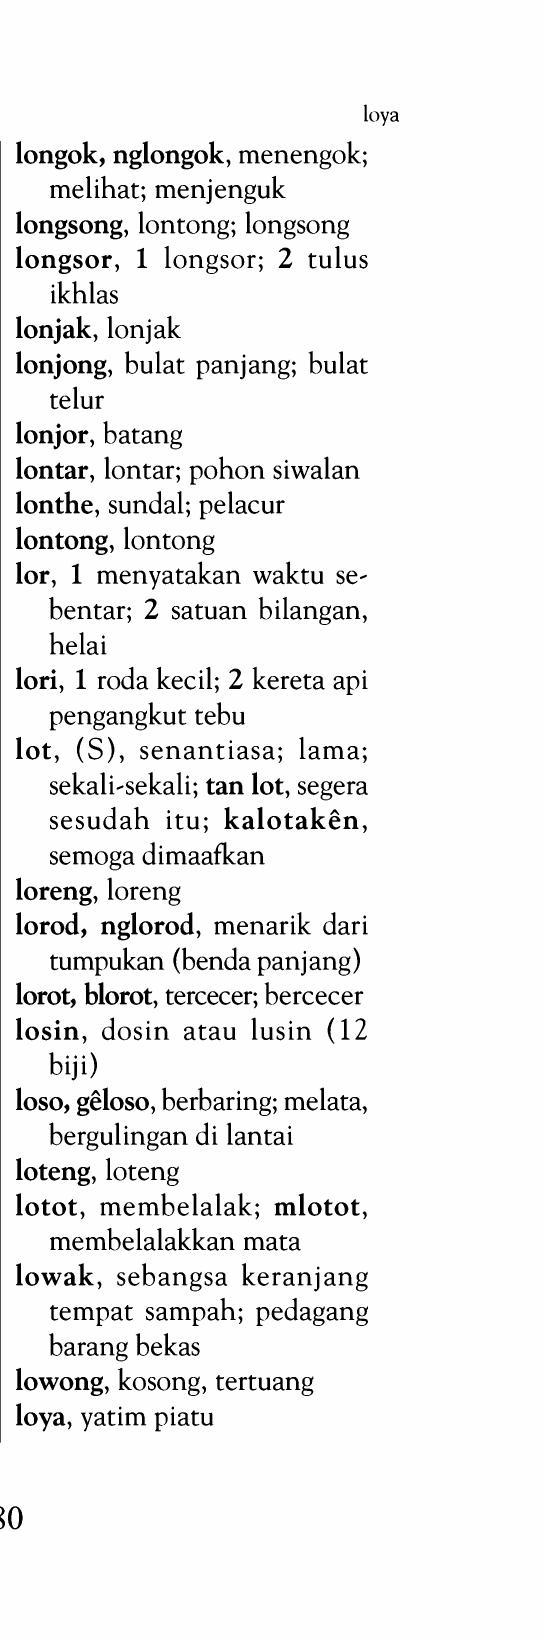 loya
longok, nglongok, menengok;
melihat; menjenguk
longsong, lontong; longsong
longsor, 1 longsor; 2 tulus
ikhlas
lonjak, lonjak
lonjong, bulat panjang; bulat
telur
lonjor, batang
lontar, lontar; pohon siwalan
lonthe, sundal; pelacur
lontong, lontong
lor, 1 menyatakan waktu se-
bentar; 2 satuan bilangan,
helai
lori, 1 roda kecil; 2 kereta api
pengangkut tebu
lot, (S), senantiasa; lama;
sekali-sekali; tan lot, segera
sesudah itu; kalotakên,
semoga dimaafkan
loreng, loreng
lorod, nglorod, menarik dari
tumpukan (benda panjang)
lorot, blorot, tercecer; bercecer
losin, dosin atau lusin (12
biji)
loso, gêloso, berbaring; melata,
bergulingan di lantai
loteng, loteng
lotot, membelalak; mlotot,
membelalakkan mata
lowak, sebangsa keranjang
tempat sampah; pedagang
barang bekas
lowong, kosong, tertuang
loya, yatim piatu
80